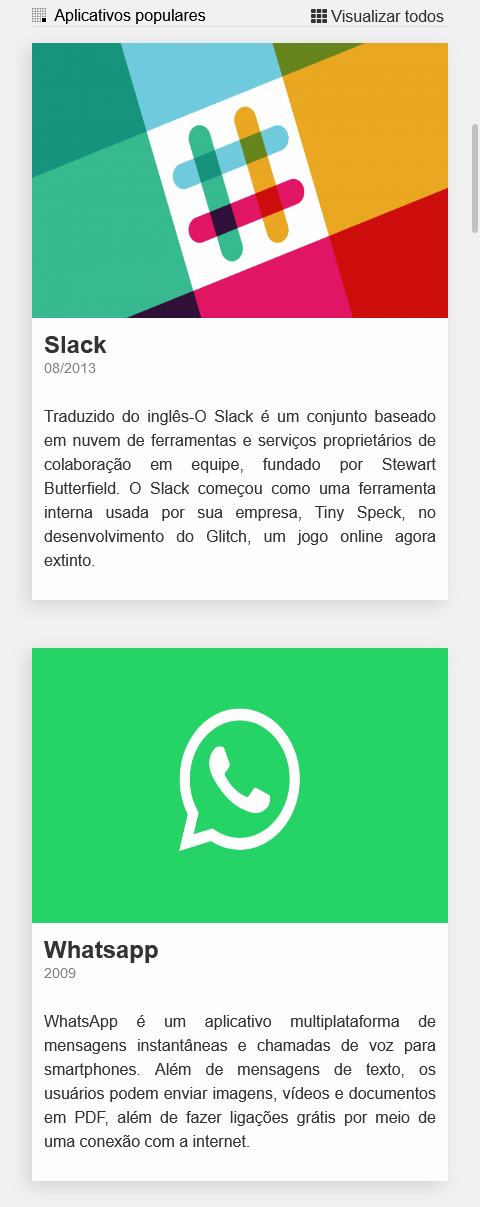 Aplicativos populares Visualizar todos
Slack
08/2013
Traduzido do inglês-O Slack é um conjunto baseado
em nuvem de ferramentas e serviços proprietários de
colaboração em equipe, fundado por Stewart
Butterfield. O Slack começou como uma ferramenta
interna usada por sua empresa, Tiny Speck, no
desenvolvimento do Glitch, um jogo online agora
extinto.
Whatsapp
2009
WhatsApp é um aplicativo multiplataforma de
mensagens instantâneas e chamadas de voz para
smartphones. Além de mensagens de texto, os
usuários podem enviar imagens, vídeos e documentos
em PDF, além de fazer ligações grátis por meio de
uma conexão com a internet.